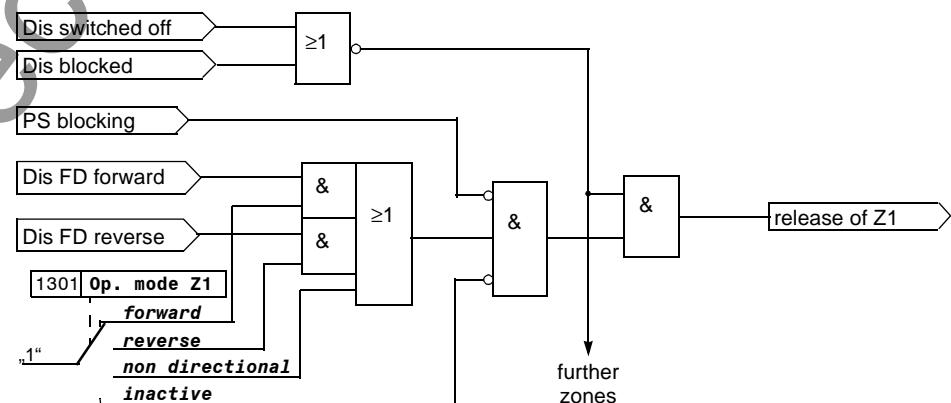 Dis switched off
≥1
Dis blocked
PS blocking
Dis FD forward
&
≥1
&
&
release of Z1
Dis FD reverse
&
1301 Op. mode Z1
forward
reverse
„1“
non directional
inactive
further
zones